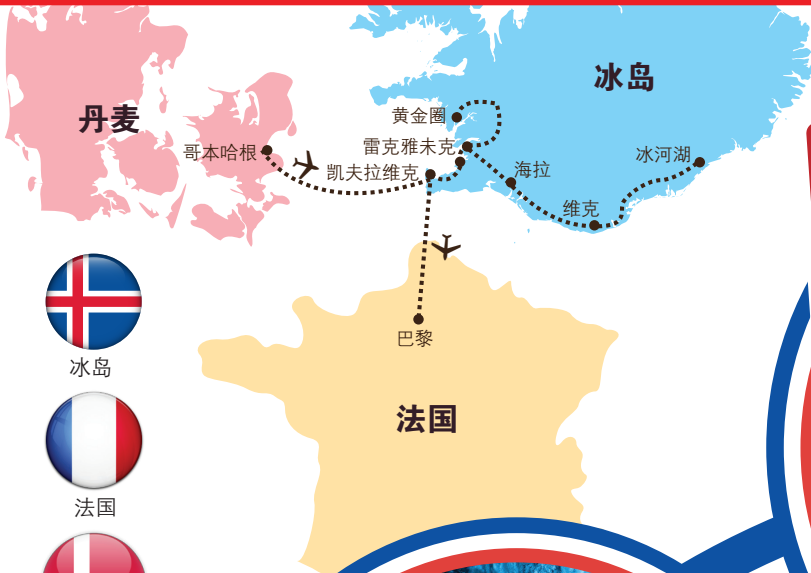 冰岛
丹麦
黄金圈
雷克雅未克
哥本哈根
凯夫拉维克
海拉
冰河湖
维克
巴黎
冰岛
法国
法国